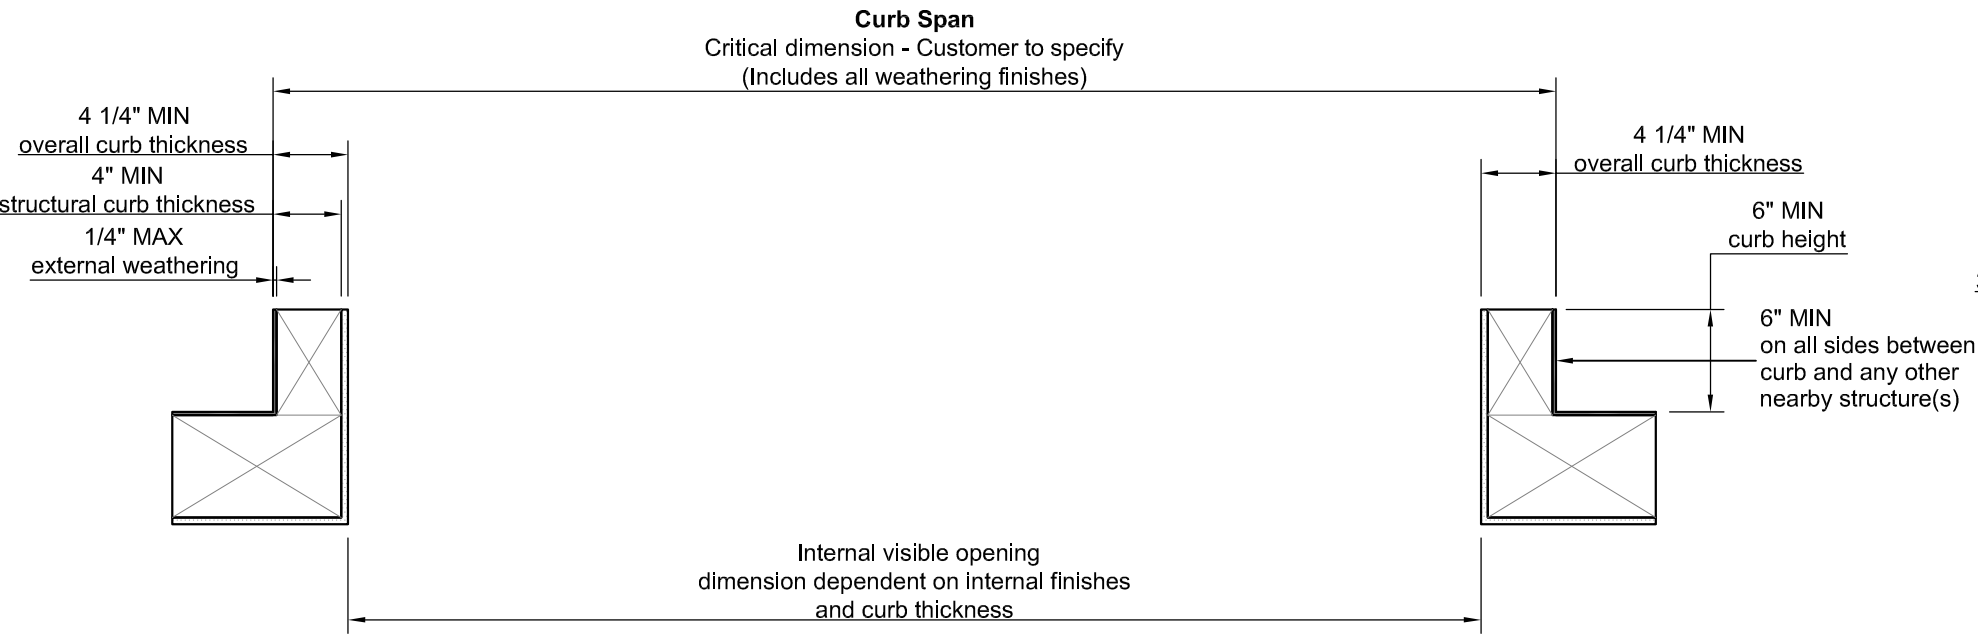 Curb Span
Critical dimension - Customer to specify
(Includes all weathering finishes)
4 1/4" MIN
overall curb thickness
4" MIN
structural curb thickness
1/4" MAX
external weathering
4 1/4" MIN
overall curb thickness
6" MIN
curb height
6" MIN
on all sides between
curb and any other
nearby structure(s)
Internal visible opening
dimension dependent on internal finishes
and curb thickness